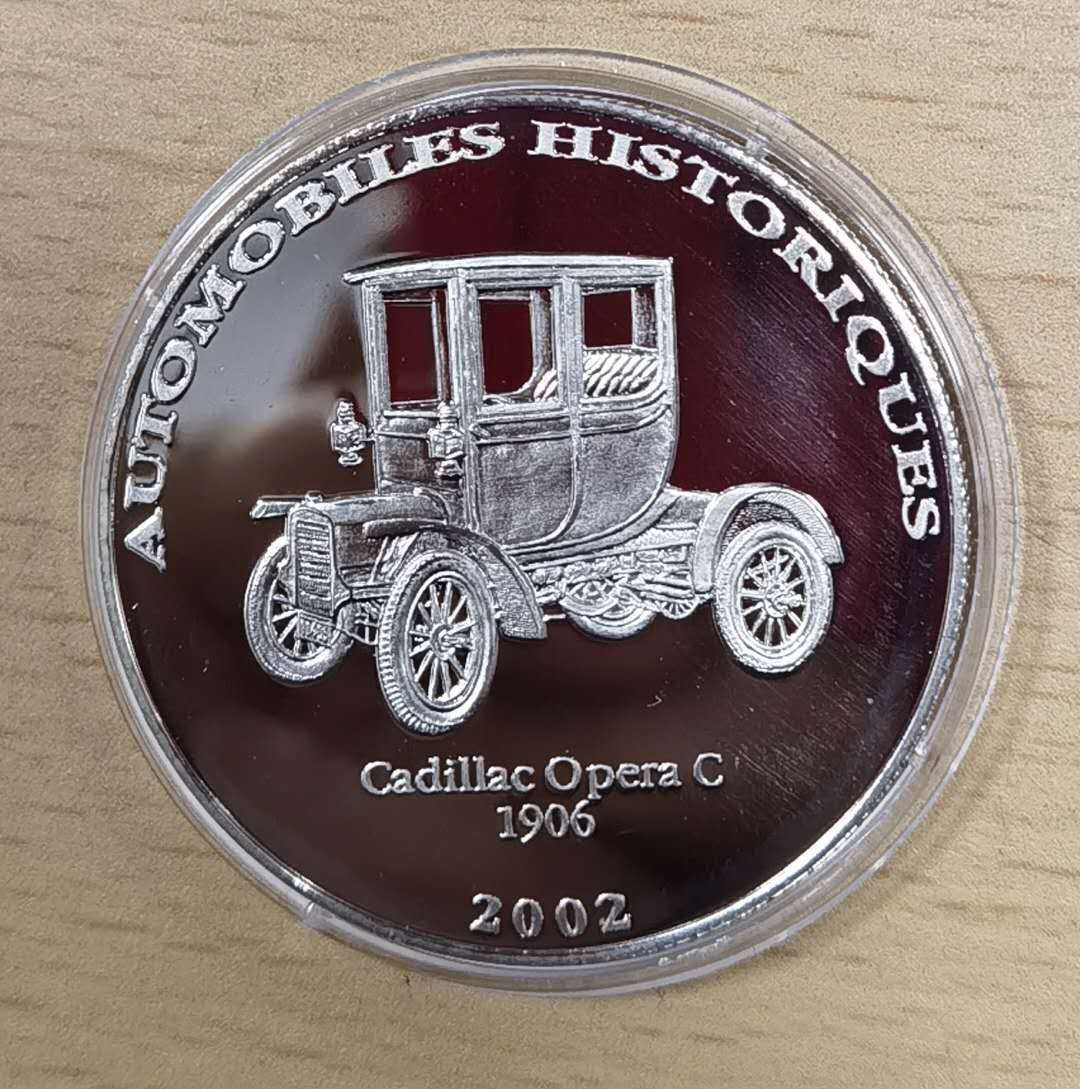 AUTOMOBILES HISTORIQUES
Cadillac Opera C
1906
2002